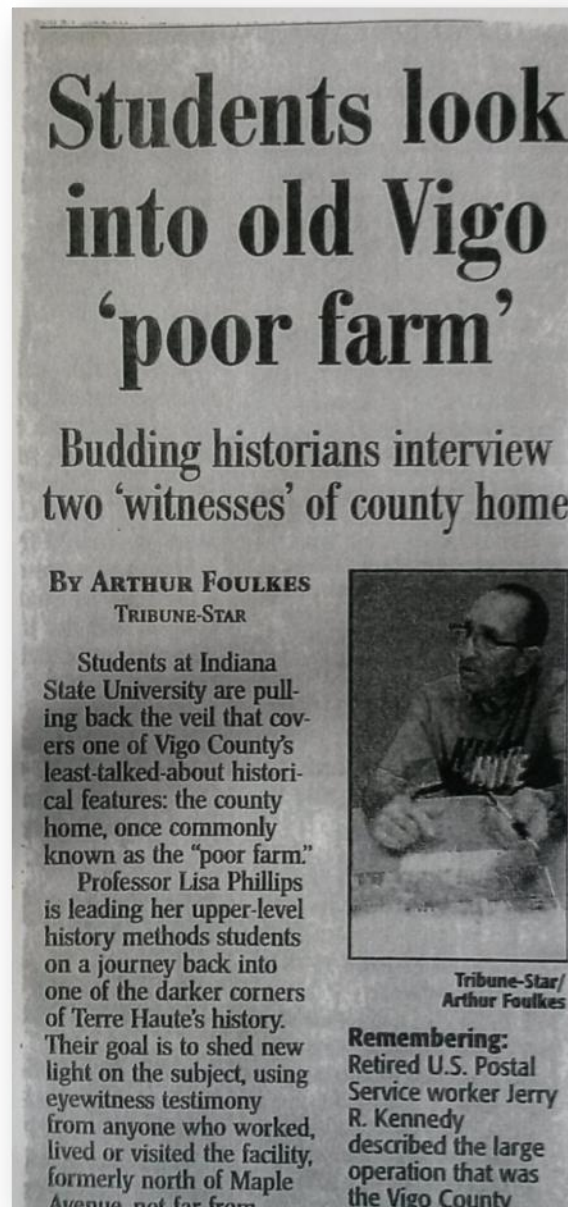 Students look
into old Vigo
‘poor farm’
Budding historians interview
two ‘witnesses’ of county home
BY ARTHUR FOULKES
TRIBUNE-STAR
Students at Indiana
State University are pull-
ing back the veil that cov-
ers one of Vigo County’s
least-talked-about histori-
cal features: the county
home, once commonly
known as the “poor farm.”
Professor Lisa Phillips
is leading her upper-level
history methods students
on a journey back into
one of the darker corners
of Terre Haute’s history.
Their goal is to shed new
light on the subject, using
eyewitness testimony
from anyone who worked,
lived or visited the facility,
formerly north of Maple
Avenue, not far from
NIKE
Tribune-Star/
Arthur Foulkes
Remembering:
Retired U.S. Postal
Service worker Jerry
R. Kennedy
described the large
operation that was
the Vigo County